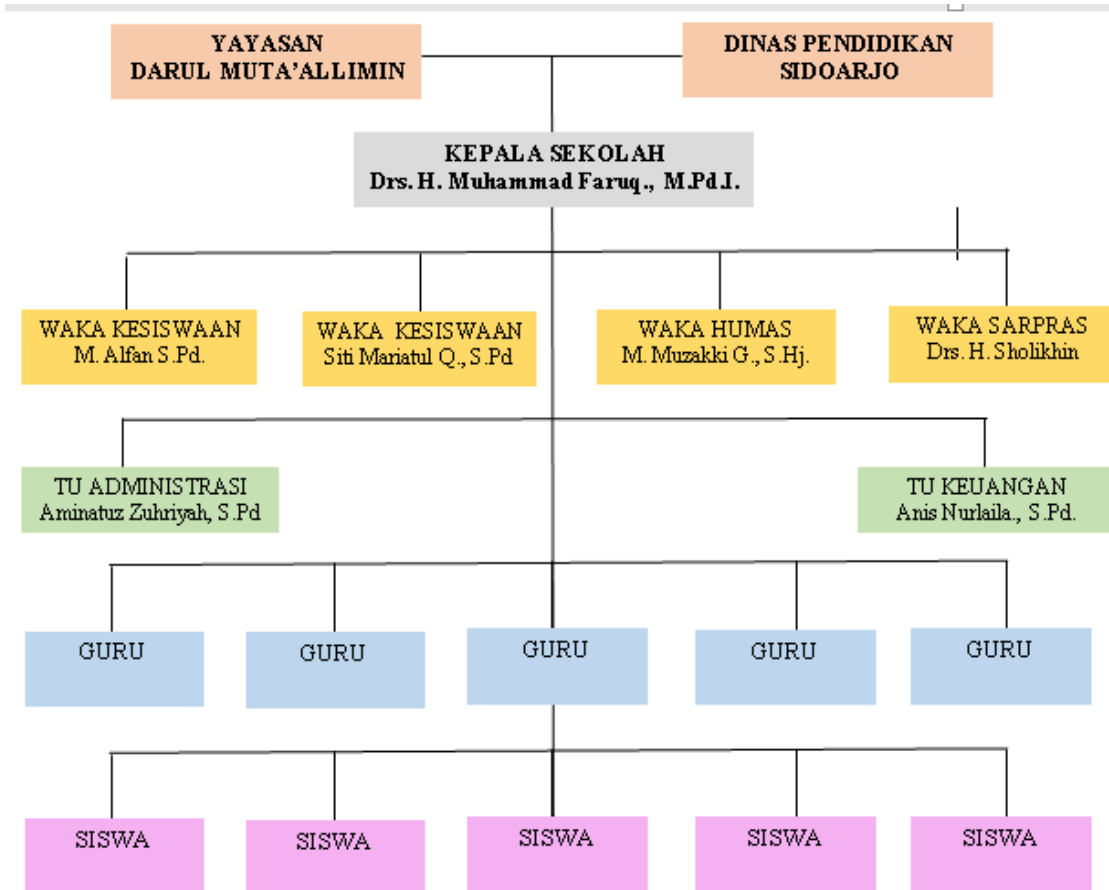 YAYASAN
DARUL MUTA'ALLIMIN
DINAS PENDIDIKAN
SIDOARJO
KEPALA SEKOLAH
Drs. H. Muhammad Faruq., M.Pd.I.
WAKA KESISWAAN
M. Alfan S.Pd.
WAKA KESISWAAN
Siti Mariatul Q., S.Pd
WAKA HUMAS
M. Muzakki G., S.Hj.
WAKA SARPRAS
Drs. H. Sholikhin
TU ADMINISTRASI
Aminatuz Zuhriyah, S.Pd
TU KEUANGAN
Anis Nurlaila., S.Pd.
GURU
GURU
GURU
GURU
GURU
SISWA
SISWA
SISWA
SISWA
SISWA